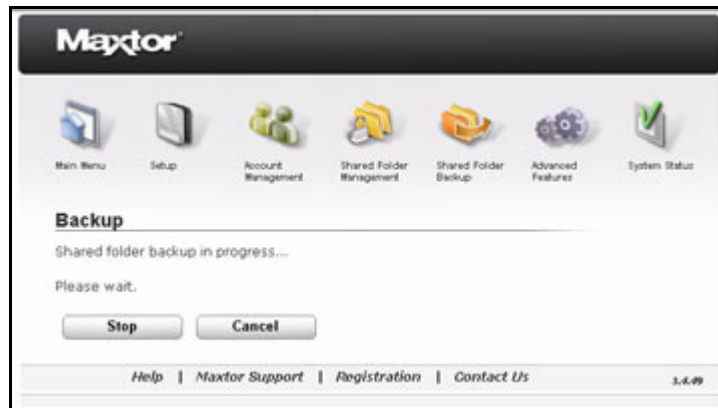 Maxtor
Main Menu
Setup
Account Management
Shared Folder Management
Shared Folder Backup
Advanced Features
System Status
Backup
Shared folder backup in progress...
Please wait.
Stop
Cancel
Help | Maxtor Support | Registration | Contact Us